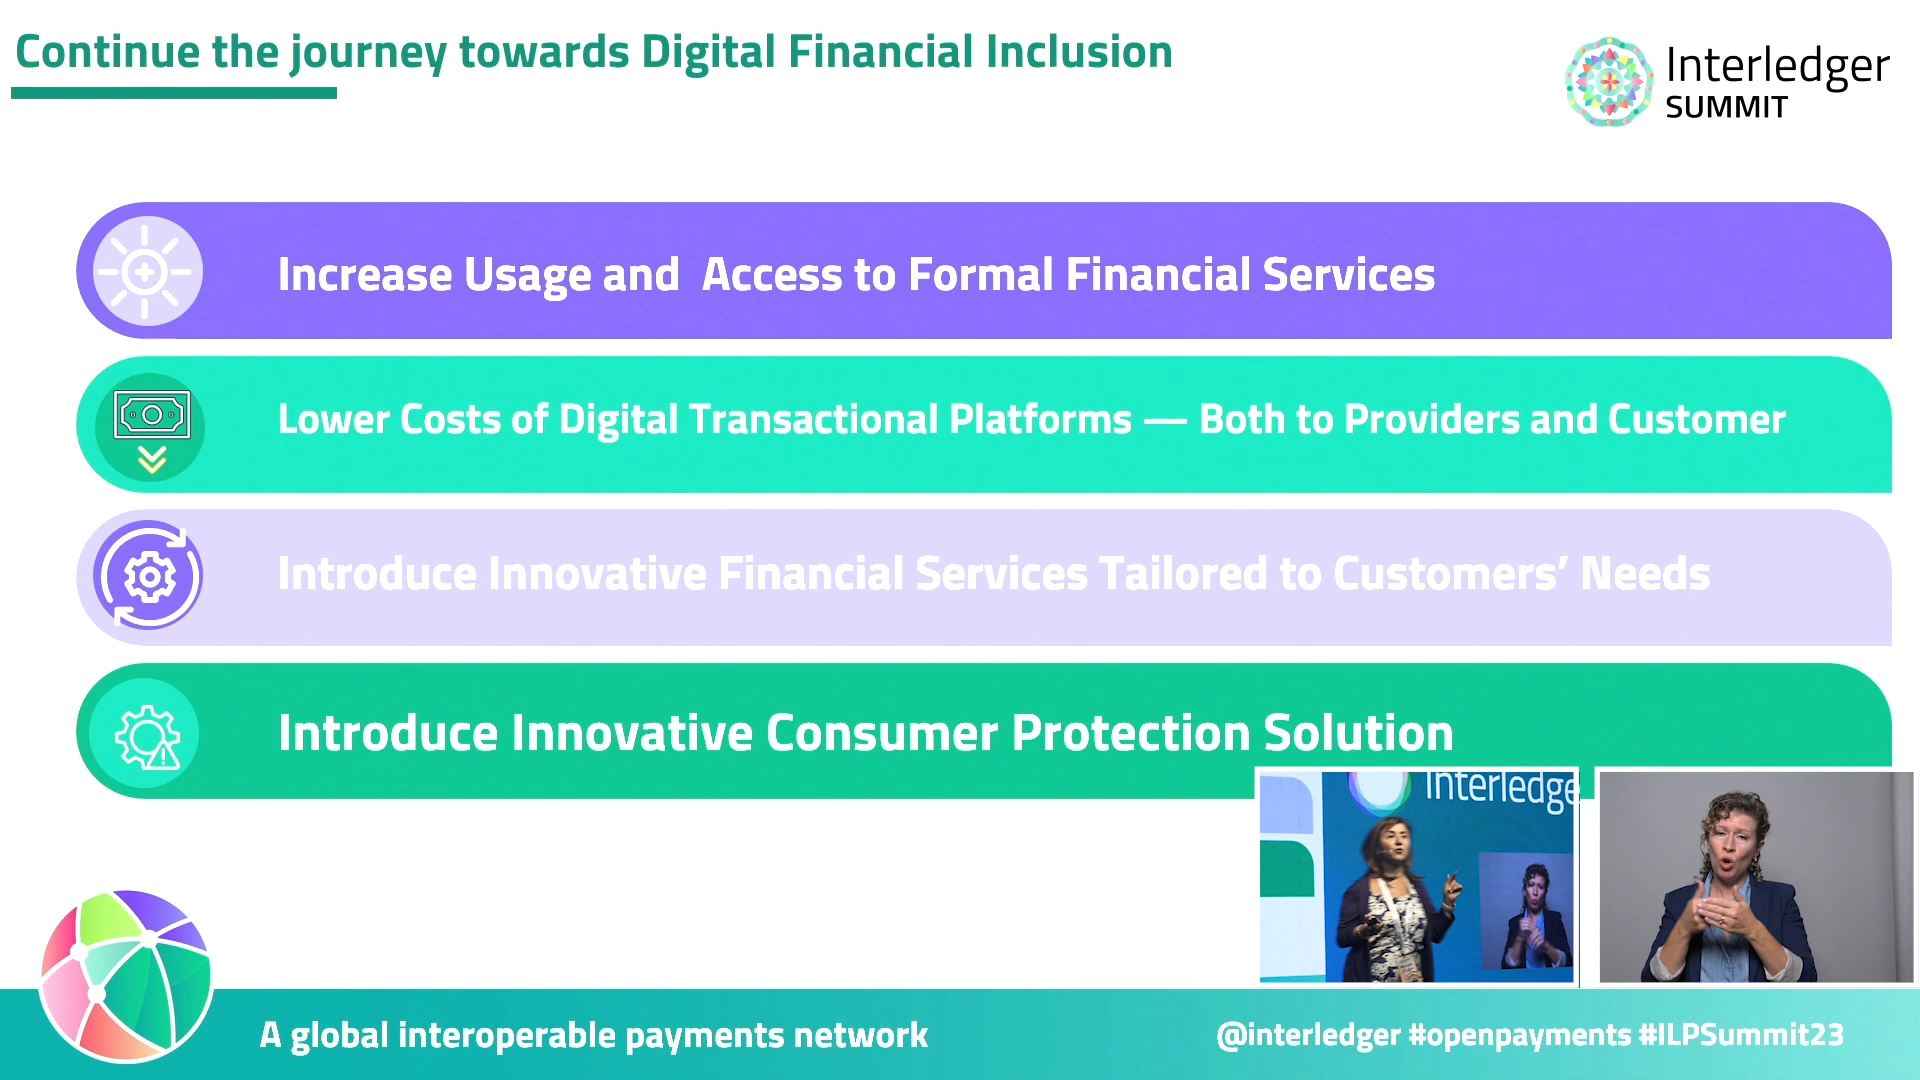 Continue the journey towards Digital Financial Inclusion
Interledger
SUMMIT
Increase Usage and  Access to Formal Financial Services
Lower Costs of Digital Transactional Platforms — Both to Providers and Customer
Introduce Innovative Financial Services Tailored to Customers’ Needs
Introduce Innovative Consumer Protection Solution
Interledge
A global interoperable payments network
@interledger #openpayments #ILPSummit23